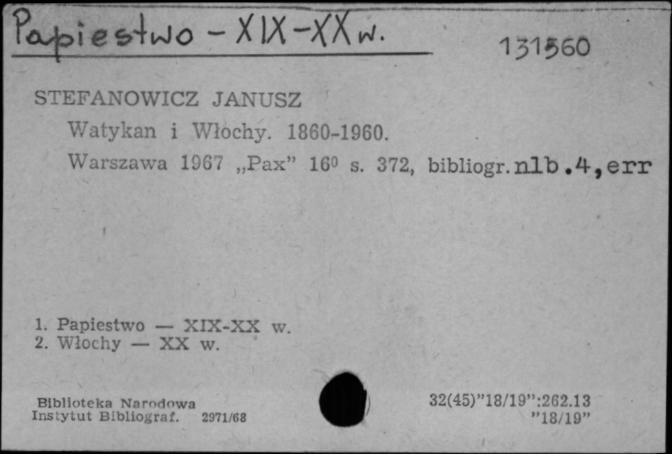 Papiestwo - XIX-XX w.
131560
STEFANOWICZ JANUSZ
Watykan i Włochy. 1860-1960.
Warszawa 1967 „Pax” 16⁰ s. 372, bibliogr. nlb.4, err
1. Papiestwo — XIX-XX w.
2. Włochy — XX w.
Biblioteka Narodowa
Instytut Bibliograf. 2971/68
32(45)”18/19”:262.13
”18/19”